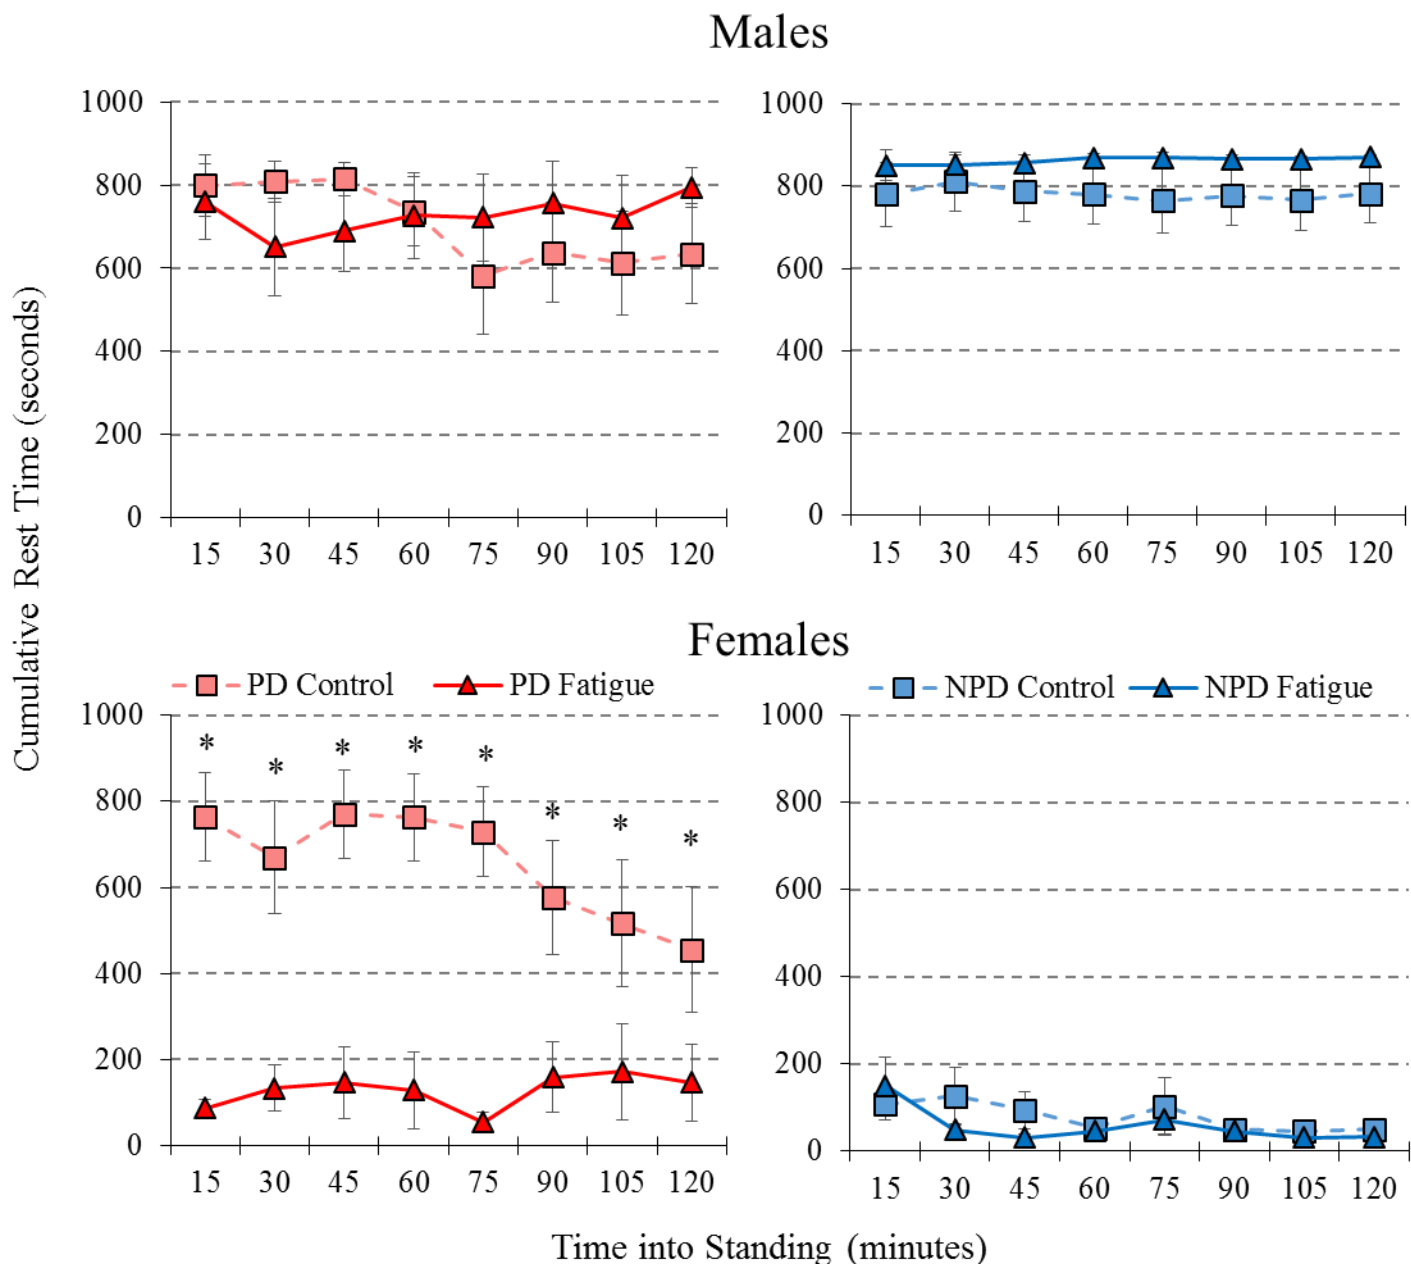 Males
Cumulative Rest Time (seconds)
1000
800
600
400
200
0
15 30 45 60 75 90 105 120
1000
800
600
400
200
0
15 30 45 60 75 90 105 120
Females
PD Control PD Fatigue
NPD Control NPD Fatigue
1000
800
600
400
200
0
* * * * * * * *
15 30 45 60 75 90 105 120
1000
800
600
400
200
0
15 30 45 60 75 90 105 120
Time into Standing (minutes)